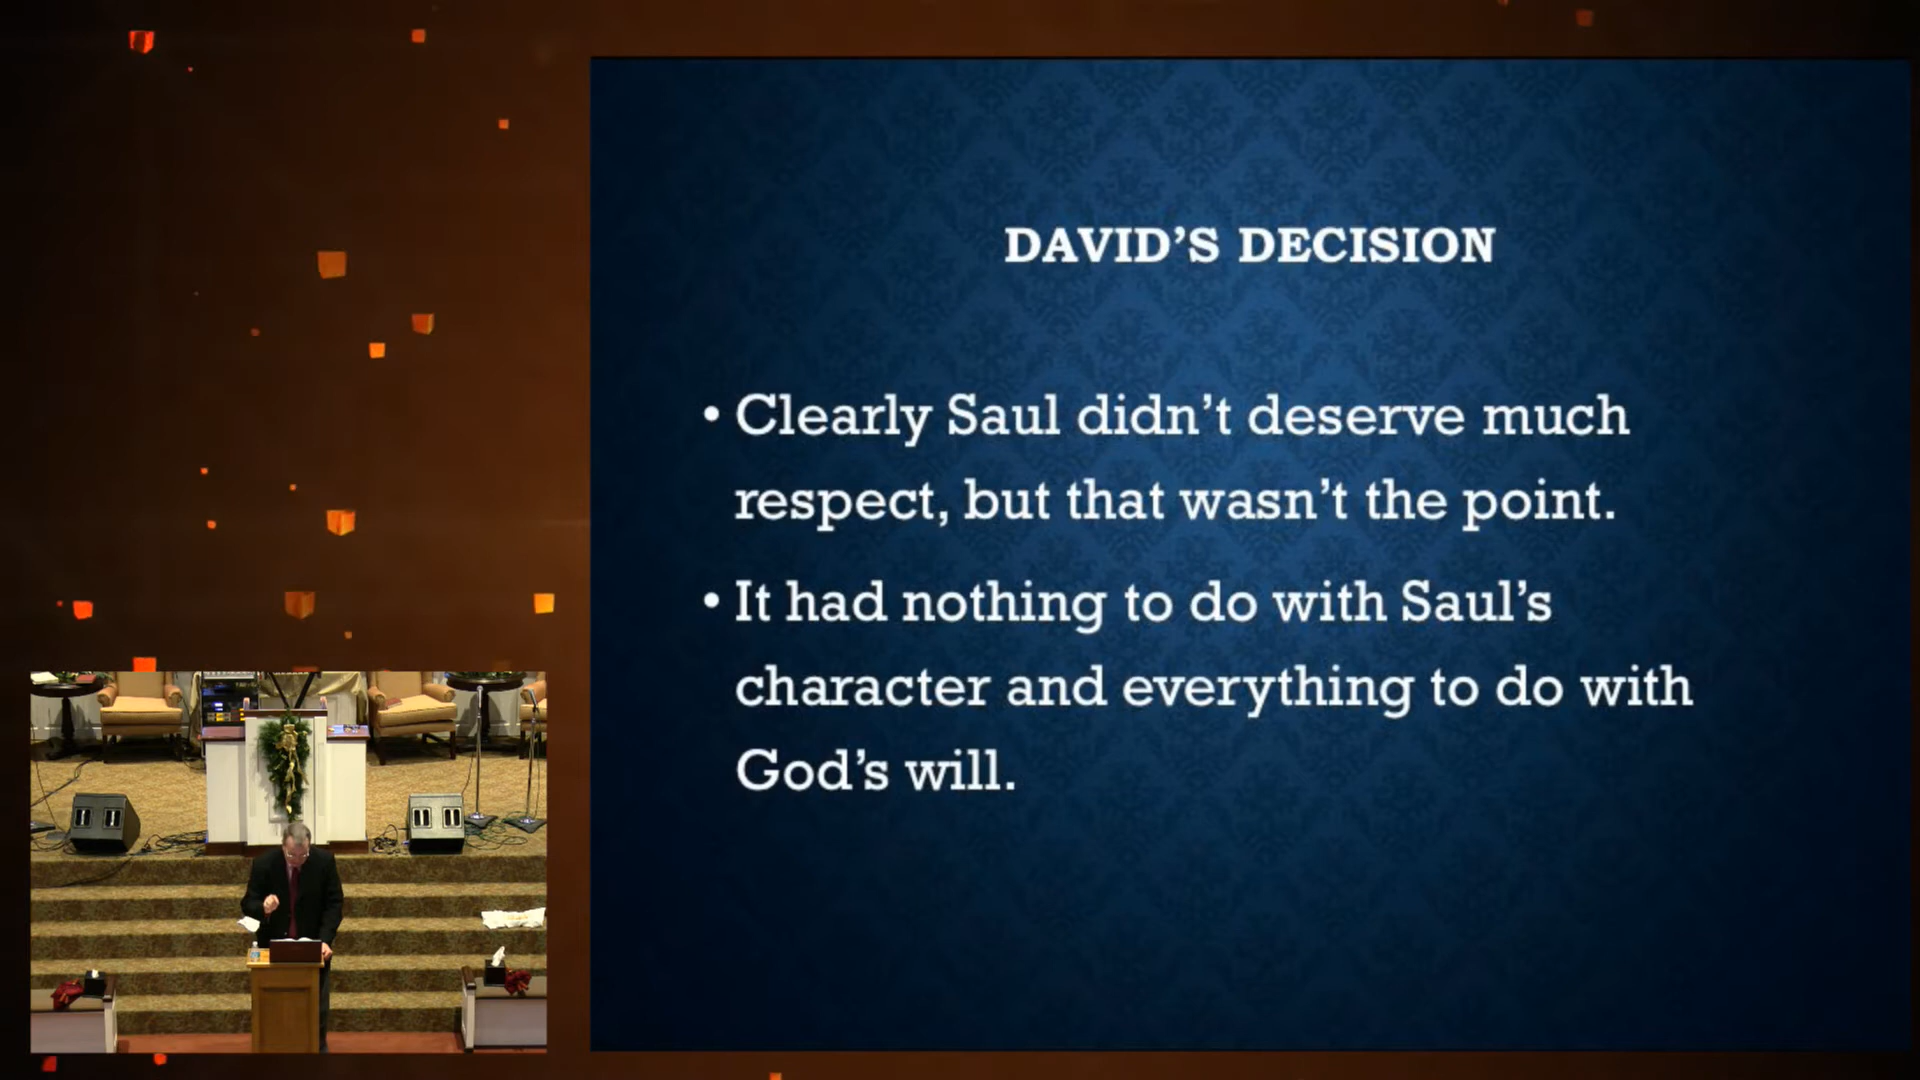 DAVID’S DECISION
• Clearly Saul didn’t deserve much
respect, but that wasn’t the point.
• It had nothing to do with Saul’s
character and everything to do with
God’s will.